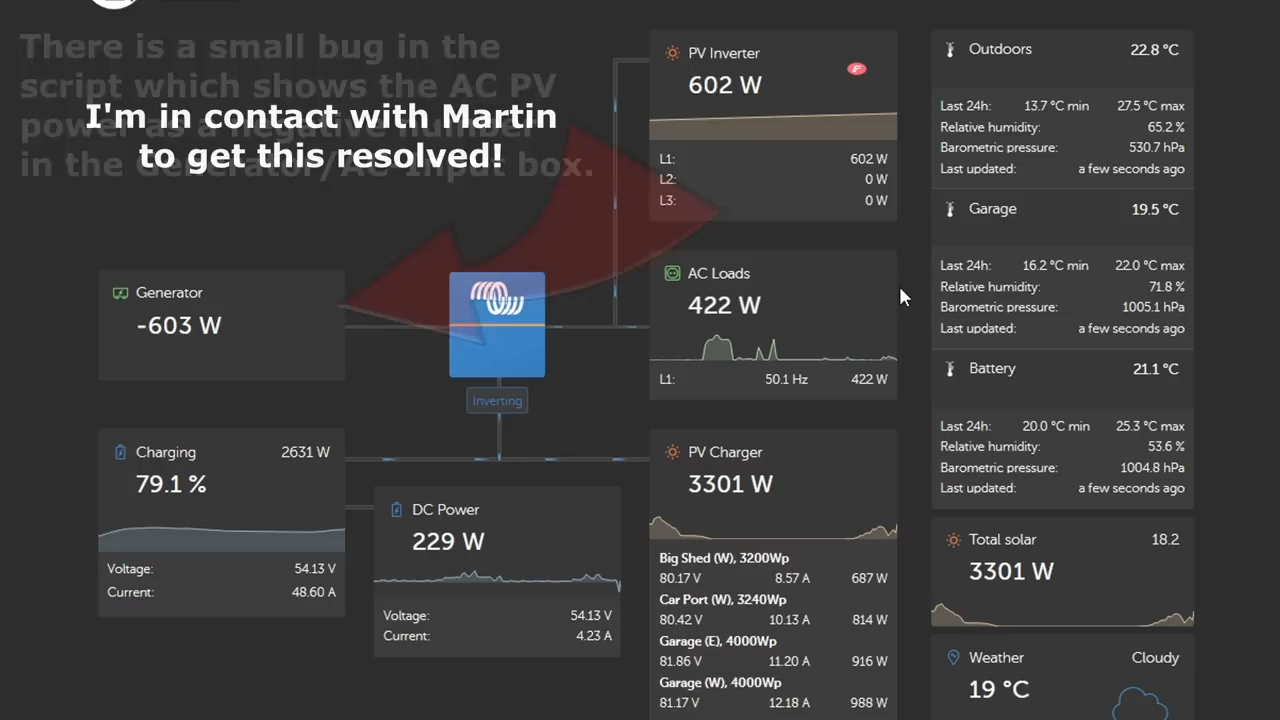 There is a small bug in the
script which shows the AC PV
power as a negative number
in the Generator/AC Input box.
I'm in contact with Martin
to get this resolved!
Generator
-603 W
Inverting
Charging 2631 W
79.1 %
Voltage: 54.13 V
Current: 48.60 A
DC Power
229 W
Voltage: 54.13 V
Current: 4.23 A
PV Inverter
602 W
L1: 602 W
L2: 0 W
L3: 0 W
AC Loads
422 W
L1: 50.1 Hz 422 W
PV Charger
3301 W
Big Shed (W), 3200Wp
80.17 V 8.57 A 687 W
Car Port (W), 3240Wp
80.42 V 10.13 A 814 W
Garage (E), 4000Wp
81.86 V 11.20 A 916 W
Garage (W), 4000Wp
81.17 V 12.18 A 988 W
Outdoors 22.8 °C
Last 24h: 13.7 °C min 27.5 °C max
Relative humidity: 65.2 %
Barometric pressure: 530.7 hPa
Last updated: a few seconds ago
Garage 19.5 °C
Last 24h: 16.2 °C min 22.0 °C max
Relative humidity: 71.8 %
Barometric pressure: 1005.1 hPa
Last updated: a few seconds ago
Battery 21.1 °C
Last 24h: 20.0 °C min 25.3 °C max
Relative humidity: 53.6 %
Barometric pressure: 1004.8 hPa
Last updated: a few seconds ago
Total solar 18.2
3301 W
Weather Cloudy
19 °C